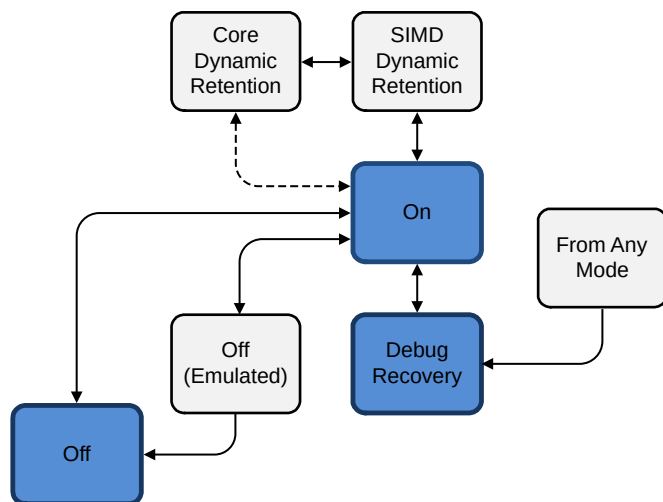 Core
Dynamic
Retention
SIMD
Dynamic
Retention
On
From Any
Mode
Off
(Emulated)
Debug
Recovery
Off